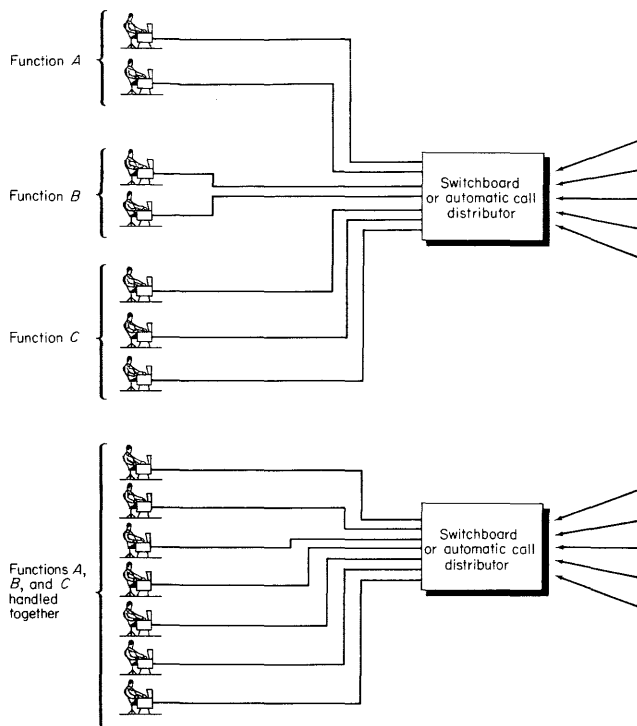 Function A
Function B
Function C
Switchboard
or automatic call
distributor
Functions A,
B, and C
handled
together
Switchboard
or automatic call
distributor